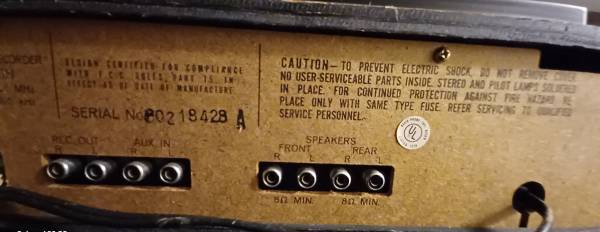 CORDER
DESIGN CERTIFIED FOR COMPLIANCE
WITH F.C.C. RULES, PART 15 IN
EFFECT AS OF DATE OF MANUFACTURE
SERIAL No. 80218428 A
CAUTION — TO PREVENT ELECTRIC SHOCK, DO NOT REMOVE COVER.
NO USER-SERVICEABLE PARTS INSIDE. STEREO AND PILOT LAMPS SOLDERED
IN PLACE. FOR CONTINUED PROTECTION AGAINST FIRE HAZARD, RE-
PLACE ONLY WITH SAME TYPE FUSE. REFER SERVICING TO QUALIFIED
SERVICE PERSONNEL.
UL
REC. OUT AUX. IN
SPEAKERS
FRONT REAR
R L R L
8Ω MIN. 8Ω MIN.